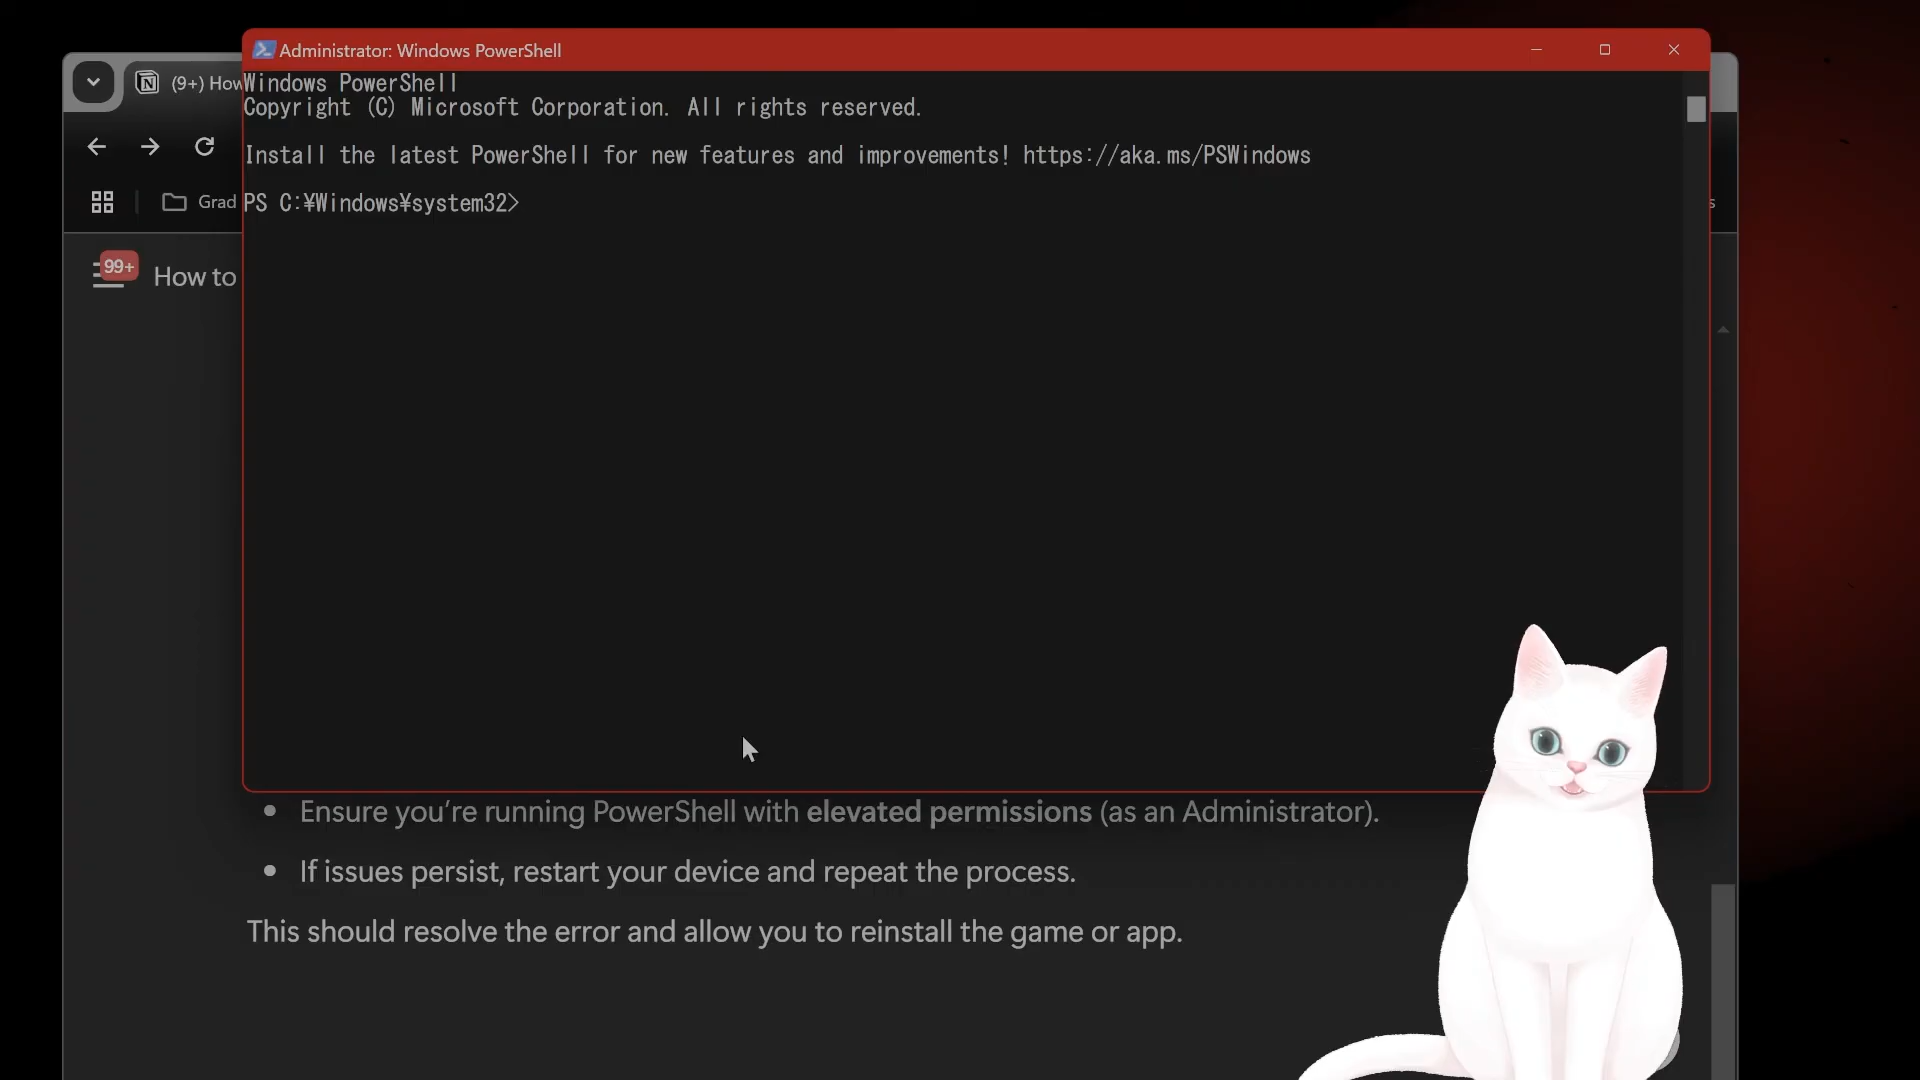 Administrator: Windows PowerShell
(9+) How
Windows PowerShell
Copyright (C) Microsoft Corporation. All rights reserved.
Install the latest PowerShell for new features and improvements! https://aka.ms/PSWindows
Grad
PS C:¥Windows¥system32>
s
99+
How to
Ensure you’re running PowerShell with elevated permissions (as an Administrator).
If issues persist, restart your device and repeat the process.
This should resolve the error and allow you to reinstall the game or app.